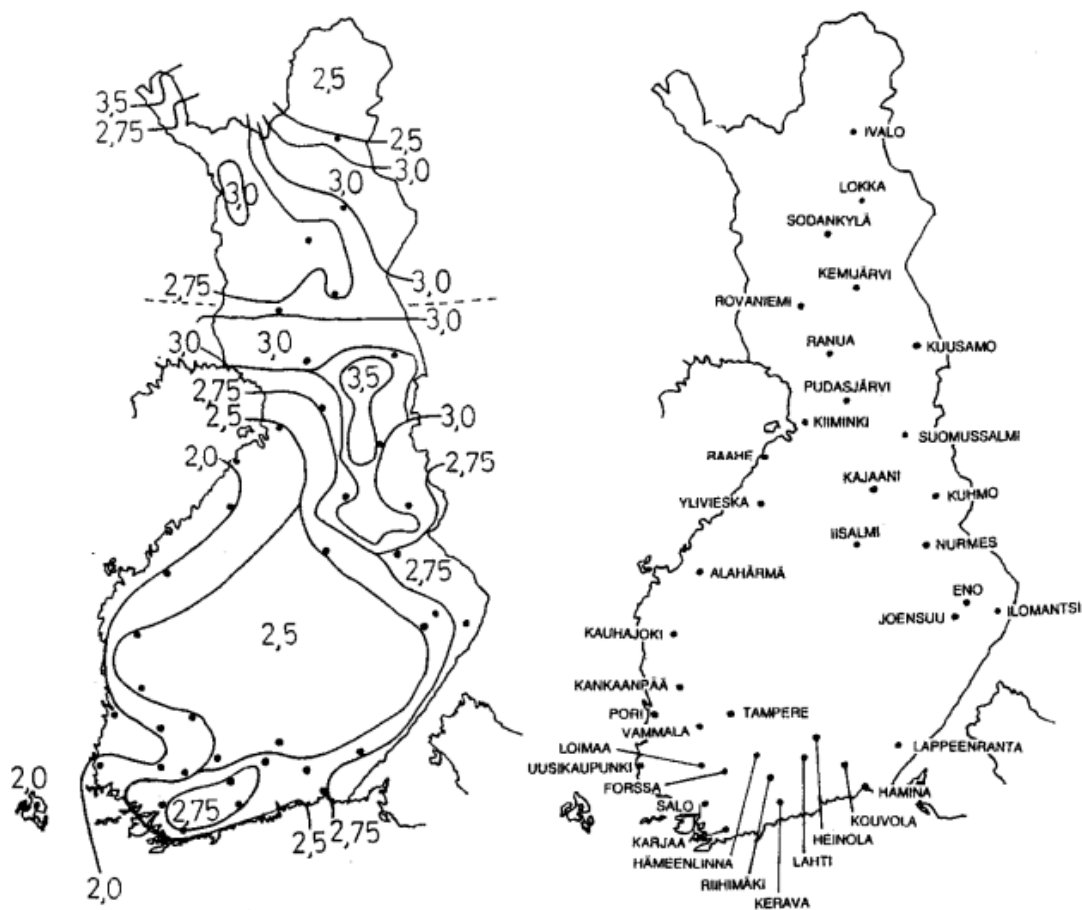 2,5
3,5
2,75
2,5
3,0
3,0
3,0
2,75
3,0
3,0
3,0
3,0
3,5
2,75
2,5
3,0
2,0
2,75
2,75
2,5
2,0
2,75
2,5
2,75
2,0
IVALO
LOKKA
SODANKYLÄ
KEMIJÄRVI
ROVANIEMI
RANUA
KUUSAMO
PUDASJÄRVI
KIIMINKI
SUOMUSSALMI
RAAHE
KAJAANI
KUHMO
YLIVIESKA
IISALMI
NURMES
ALAHÄRMÄ
ENO
ILOMANTSI
JOENSUU
KAUHAJOKI
KANKAANPÄÄ
PORI
TAMPERE
VAMMALA
LOIMAA
LAPPEENRANTA
UUSIKAUPUNKI
FORSSA
HAMINA
SALO
KOUVOLA
KARJAA
HEINOLA
HÄMEENLINNA
LAHTI
RIIHIMÄKI
KERAVA